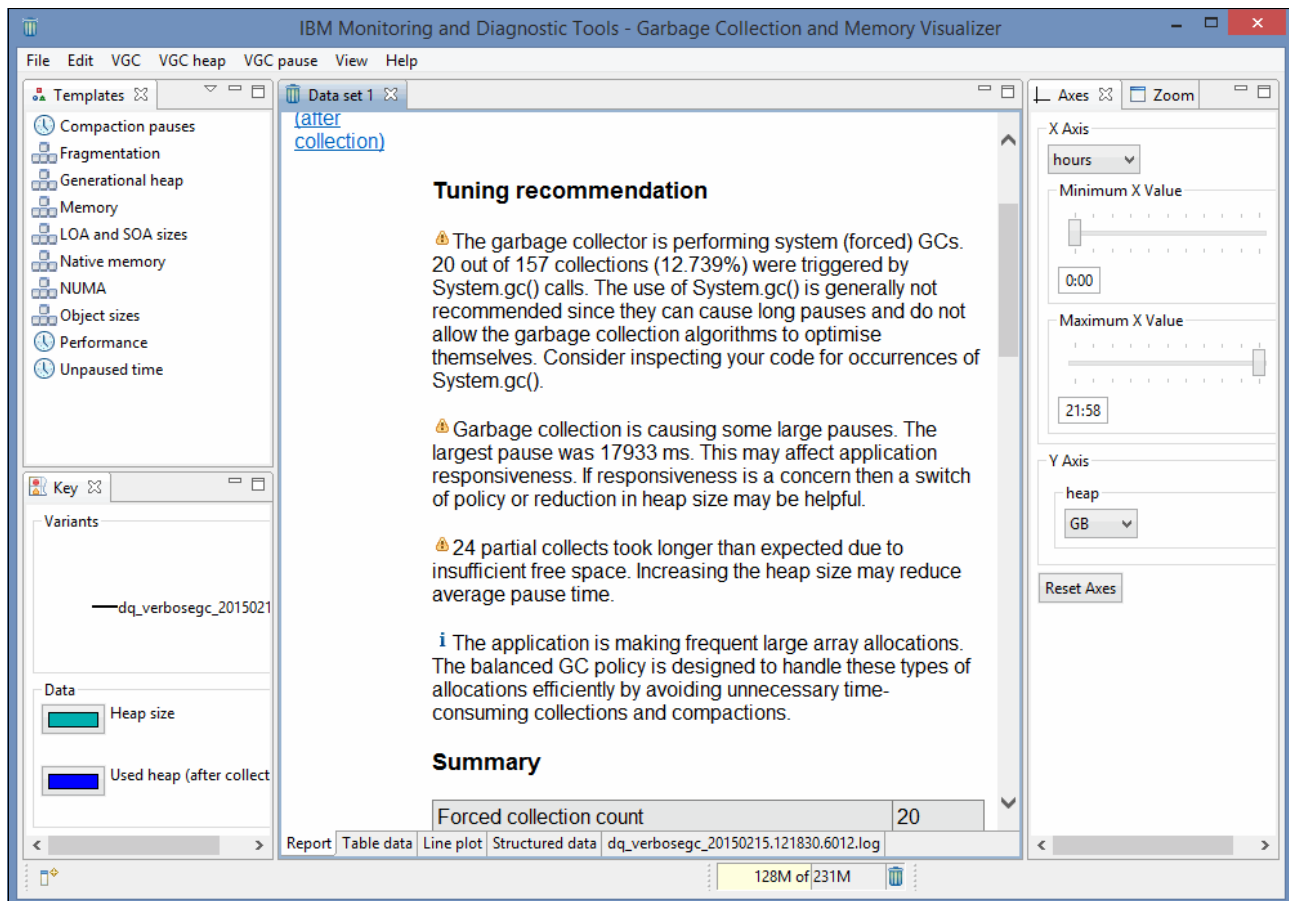 IBM Monitoring and Diagnostic Tools - Garbage Collection and Memory Visualizer
File Edit VGC VGC heap VGC pause View Help
Templates
Compaction pauses
Fragmentation
Generational heap
Memory
LOA and SOA sizes
Native memory
NUMA
Object sizes
Performance
Unpaused time
Key
Variants
dq_verbosegc_2015021
Data
Heap size
Used heap (after collect
Data set 1
(after
collection)
Tuning recommendation
The garbage collector is performing system (forced) GCs.
20 out of 157 collections (12.739%) were triggered by
System.gc() calls. The use of System.gc() is generally not
recommended since they can cause long pauses and do not
allow the garbage collection algorithms to optimise
themselves. Consider inspecting your code for occurrences of
System.gc().
Garbage collection is causing some large pauses. The
largest pause was 17933 ms. This may affect application
responsiveness. If responsiveness is a concern then a switch
of policy or reduction in heap size may be helpful.
24 partial collects took longer than expected due to
insufficient free space. Increasing the heap size may reduce
average pause time.
i The application is making frequent large array allocations.
The balanced GC policy is designed to handle these types of
allocations efficiently by avoiding unnecessary time-
consuming collections and compactions.
Summary
Forced collection count 20
Report Table data Line plot Structured data dq_verbosegc_20150215.121830.6012.log
Axes Zoom
X Axis
hours
Minimum X Value
0:00
Maximum X Value
21:58
Y Axis
heap
GB
Reset Axes
128M of 231M